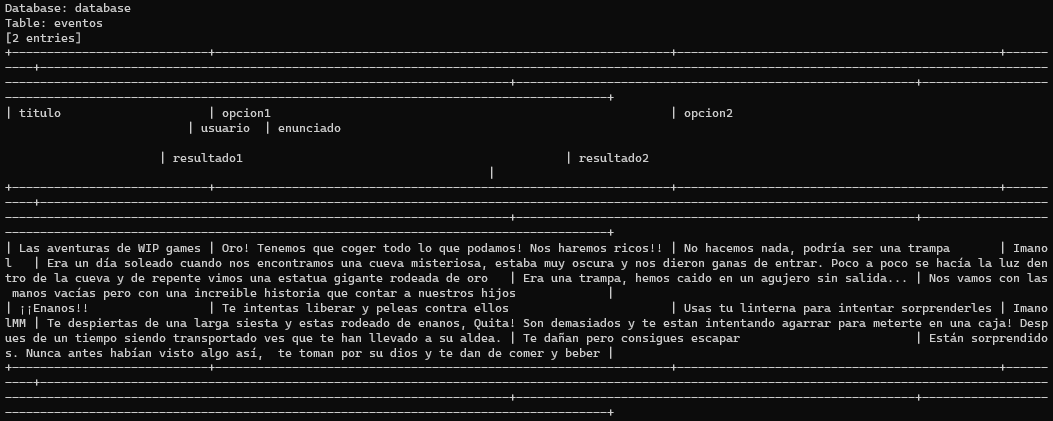 Database: database
Table: eventos
[2 entries]
| titulo | opcion1 | opcion2
| usuario | enunciado
| resultado1 | resultado2
|
| Las aventuras de WIP games | Oro! Tenemos que coger todo lo que podamos! Nos haremos ricos!! | No hacemos nada, podría ser una trampa | Imano
l | Era un día soleado cuando nos encontramos una cueva misteriosa, estaba muy oscura y nos dieron ganas de entrar. Poco a poco se hacía la luz den
tro de la cueva y de repente vimos una estatua gigante rodeada de oro | Era una trampa, hemos caido en un agujero sin salida... | Nos vamos con las
manos vacías pero con una increible historia que contar a nuestros hijos |
| ¡¡Enanos!! | Te intentas liberar y peleas contra ellos | Usas tu linterna para intentar sorprenderles | Imano
lMM | Te despiertas de una larga siesta y estas rodeado de enanos, Quita! Son demasiados y te estan intentando agarrar para meterte en una caja! Desp
ues de un tiempo siendo transportado ves que te han llevado a su aldea. | Te dañan pero consigues escapar | Están sorprendido
s. Nunca antes habían visto algo así,  te toman por su dios y te dan de comer y beber |